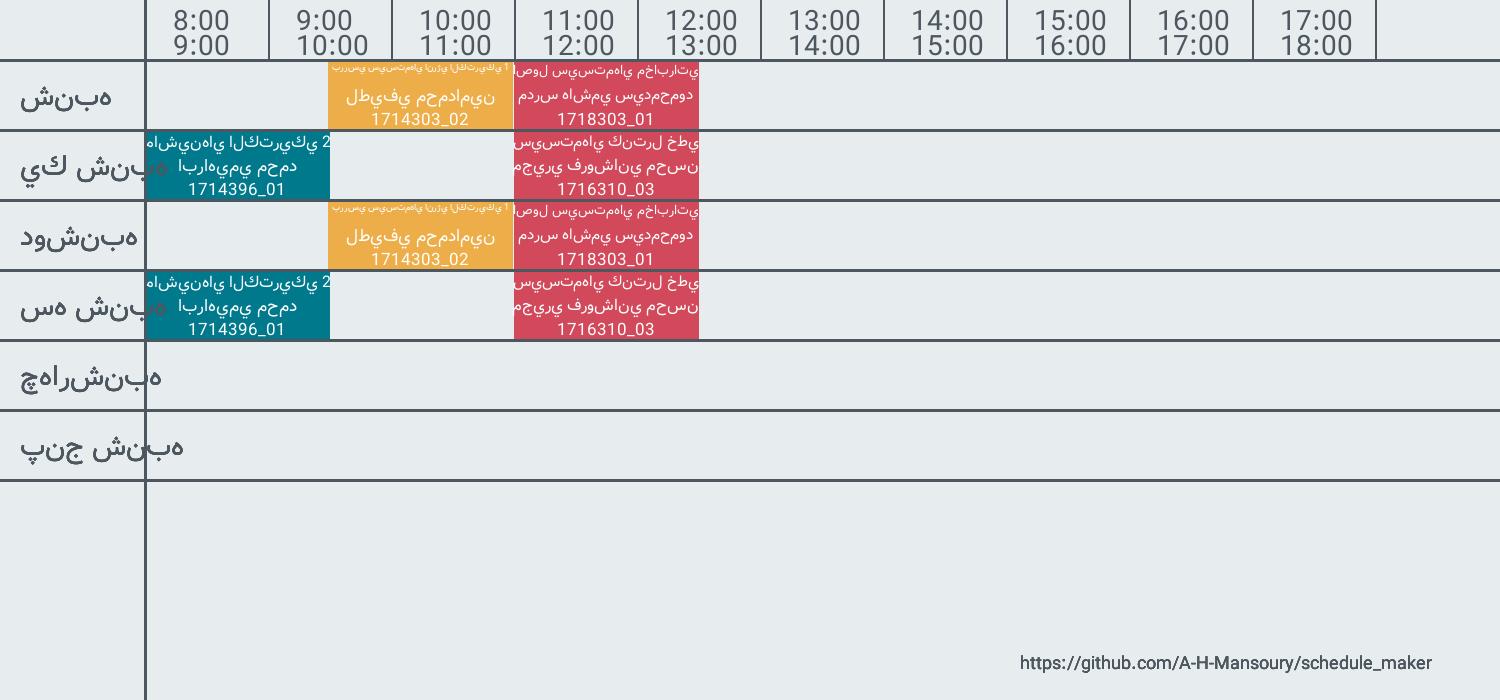 8:00 9:00 10:00 11:00 12:00 13:00 14:00 15:00 16:00 17:00
9:00 10:00 11:00 12:00 13:00 14:00 15:00 16:00 17:00 18:00
شنبه
بررسي سيستمهاي انرژي الكتريكي 1
لطيفي محمدامين
1714303_02
اصول سيستمهاي مخابراتي
مدرس هاشمي سيدمحمود
1718303_01
يك شنبه
ماشينهاي الكتريكي 2
ابراهيمي محمد
1714396_01
سيستمهاي كنترل خطي
مجيري فروشاني محسن
1716310_03
دوشنبه
بررسي سيستمهاي انرژي الكتريكي 1
لطيفي محمدامين
1714303_02
اصول سيستمهاي مخابراتي
مدرس هاشمي سيدمحمود
1718303_01
سه شنبه
ماشينهاي الكتريكي 2
ابراهيمي محمد
1714396_01
سيستمهاي كنترل خطي
مجيري فروشاني محسن
1716310_03
چهارشنبه
پنج شنبه
https://github.com/A-H-Mansoury/schedule_maker